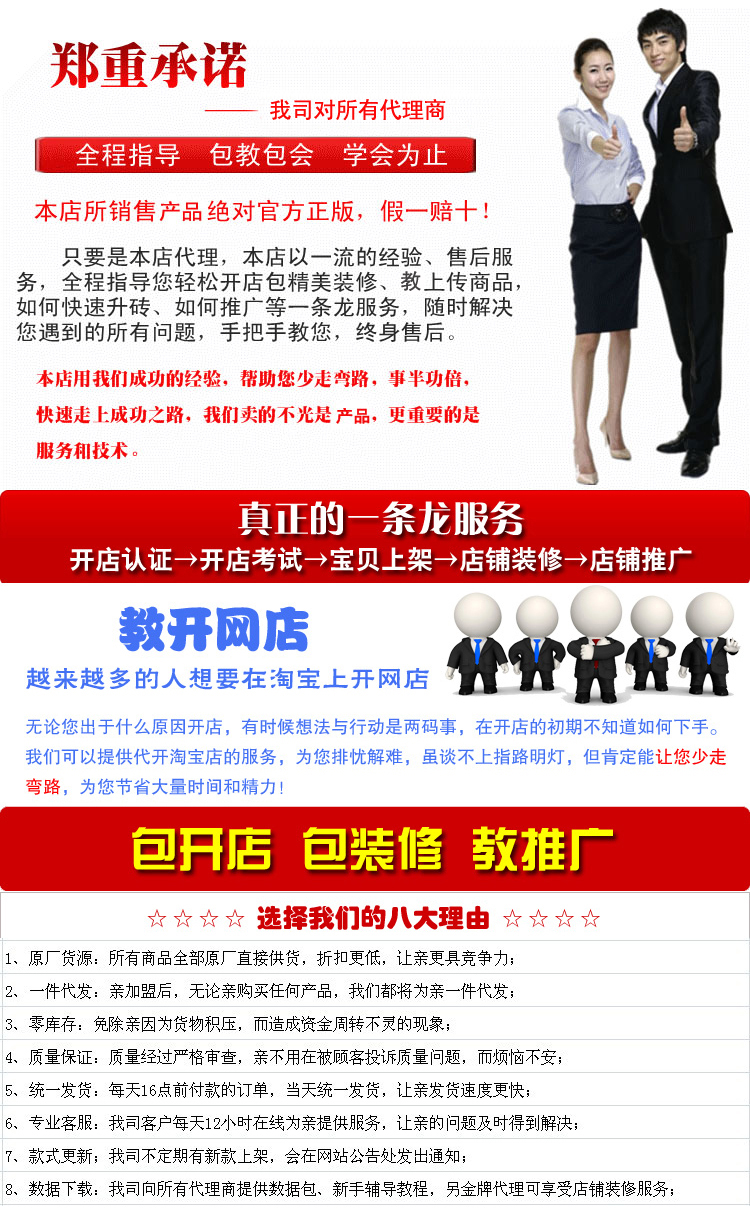 郑重承诺
——我司对所有代理商
全程指导 包教包会 学会为止
本店所销售产品绝对官方正版，假一赔十！
只要是本店代理，本店以一流的经验、售后服
务，全程指导您轻松开店包精美装修、教上传商品，
如何快速升砖、如何推广等一条龙服务，随时解决
您遇到的所有问题，手把手教您，终身售后。
本店用我们成功的经验，帮助您少走弯路，事半功倍，
快速走上成功之路，我们卖的不光是产品，更重要的是
服务和技术。
真正的一条龙服务
开店认证→开店考试→宝贝上架→店铺装修→店铺推广
教开网店
越来越多的人想要在淘宝上开网店
无论您出于什么原因开店，有时候想法与行动是两码事，在开店的初期不知道如何下手。
我们可以提供代开淘宝店的服务，为您排忧解难，虽谈不上指路明灯，但肯定能让您少走
弯路，为您节省大量时间和精力！
包开店 包装修 教推广
☆☆☆☆ 选择我们的八大理由 ☆☆☆☆
1、原厂货源：所有商品全部原厂直接供货，折扣更低，让亲更具竞争力；
2、一件代发：亲加盟后，无论亲购买任何产品，我们都将为亲一件代发；
3、零库存：免除亲因为货物积压，而造成资金周转不灵的现象；
4、质量保证：质量经过严格审查，亲不用在被顾客投诉质量问题，而烦恼不安；
5、统一发货：每天16点前付款的订单，当天统一发货，让亲发货速度更快；
6、专业客服：我司客户每天12小时在线为亲提供服务，让亲的问题及时得到解决；
7、款式更新；我司不定期有新款上架，会在网站公告处发出通知；
8、数据下载：我司向所有代理商提供数据包、新手辅导教程，另金牌代理可享受店铺装修服务；